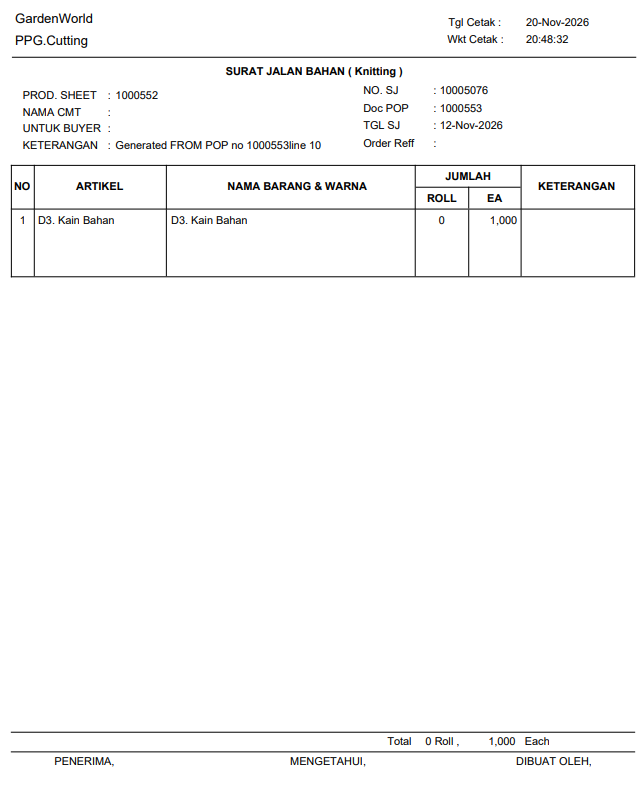 GardenWorld
PPG.Cutting
Tgl Cetak : 20-Nov-2026
Wkt Cetak : 20:48:32
SURAT JALAN BAHAN ( Knitting )
PROD. SHEET : 1000552
NAMA CMT :
UNTUK BUYER :
KETERANGAN : Generated FROM POP no 1000553line 10
NO. SJ : 10005076
Doc POP : 1000553
TGL SJ : 12-Nov-2026
Order Reff :
NO ARTIKEL NAMA BARANG & WARNA JUMLAH KETERANGAN
ROLL EA
1 D3. Kain Bahan D3. Kain Bahan 0 1,000
Total 0 Roll , 1,000 Each
PENERIMA, MENGETAHUI, DIBUAT OLEH,